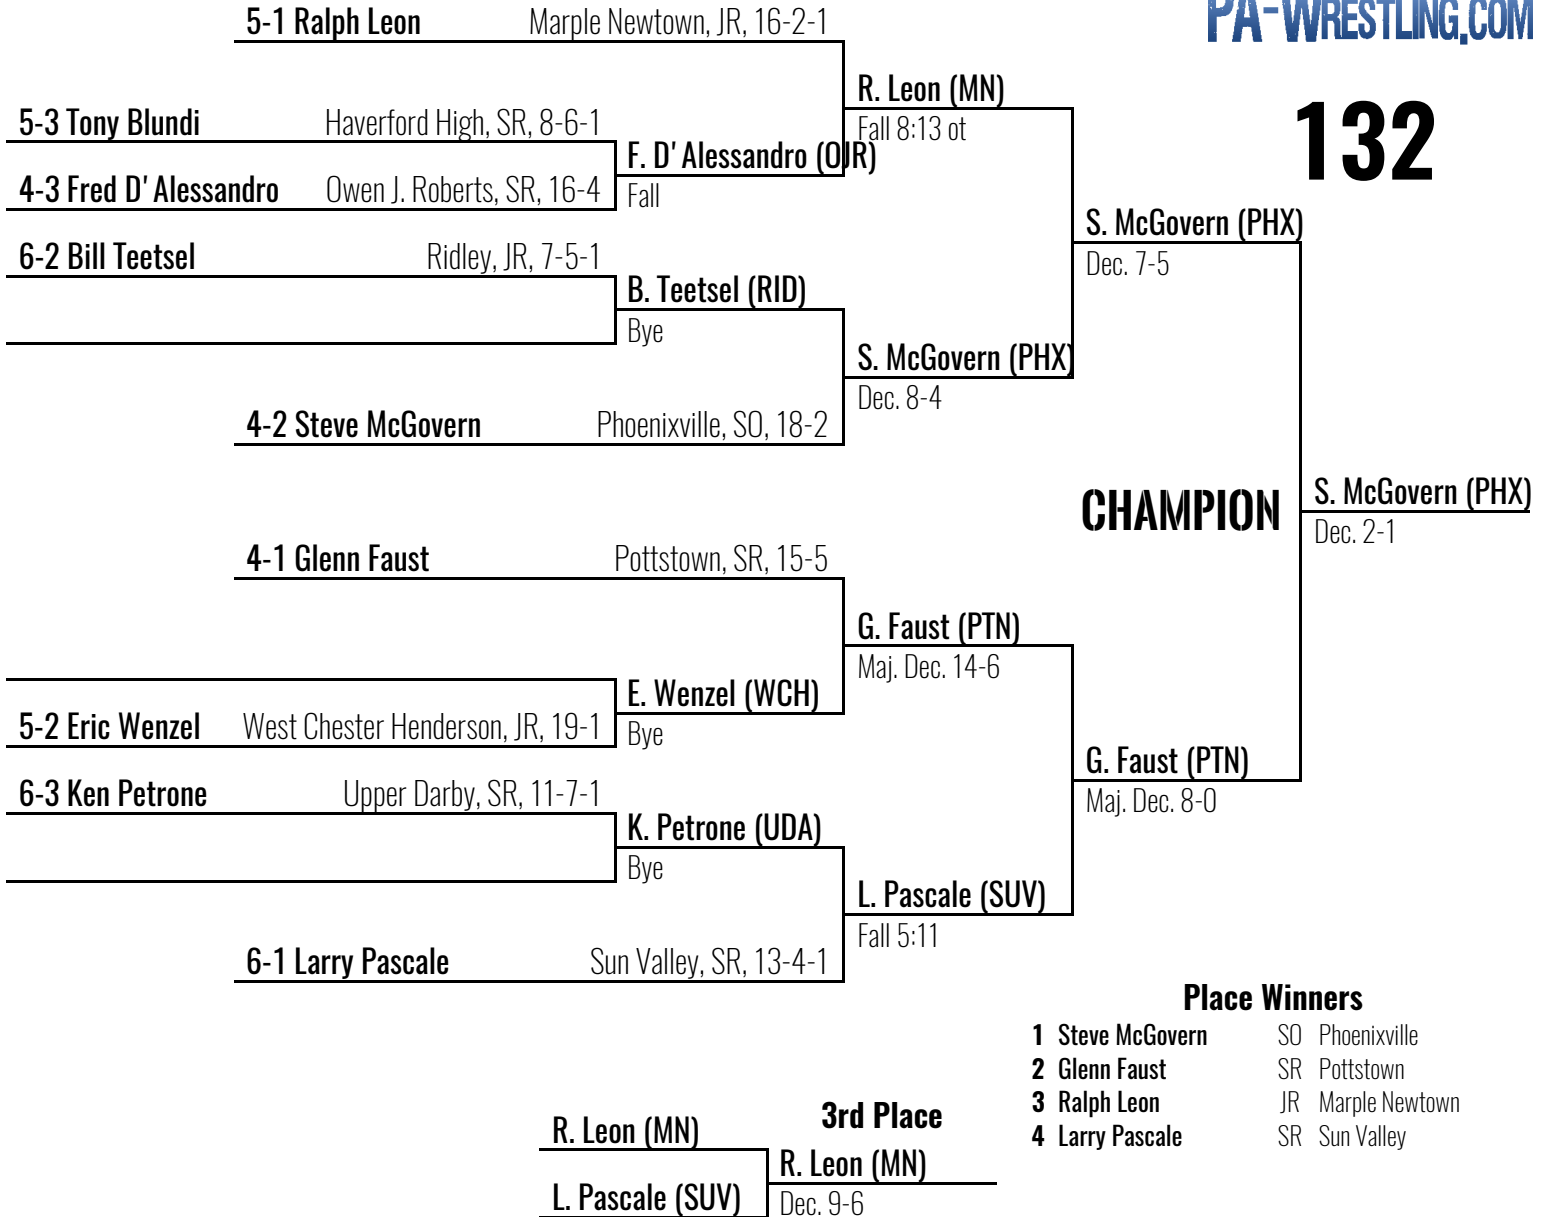 PA-WRESTLING.COM
5-1 Ralph Leon Marple Newtown, JR, 16-2-1
R. Leon (MN)
132
5-3 Tony Blundi Haverford High, SR, 8-6-1
Fall 8:13 ot
F. D'Alessandro (OJR)
4-3 Fred D'Alessandro Owen J. Roberts, SR, 16-4
Fall
S. McGovern (PHX)
6-2 Bill Teetsel Ridley, JR, 7-5-1
Dec. 7-5
B. Teetsel (RID)
Bye
S. McGovern (PHX)
Dec. 8-4
4-2 Steve McGovern Phoenixville, SO, 18-2
CHAMPION
S. McGovern (PHX)
Dec. 2-1
4-1 Glenn Faust Pottstown, SR, 15-5
G. Faust (PTN)
Maj. Dec. 14-6
E. Wenzel (WCH)
5-2 Eric Wenzel West Chester Henderson, JR, 19-1
Bye
G. Faust (PTN)
6-3 Ken Petrone Upper Darby, SR, 11-7-1
Maj. Dec. 8-0
K. Petrone (UDA)
Bye
L. Pascale (SUV)
Fall 5:11
6-1 Larry Pascale Sun Valley, SR, 13-4-1
Place Winners
1 Steve McGovern SO Phoenixville
2 Glenn Faust SR Pottstown
3 Ralph Leon JR Marple Newtown
4 Larry Pascale SR Sun Valley
3rd Place
R. Leon (MN)
R. Leon (MN)
L. Pascale (SUV)
Dec. 9-6